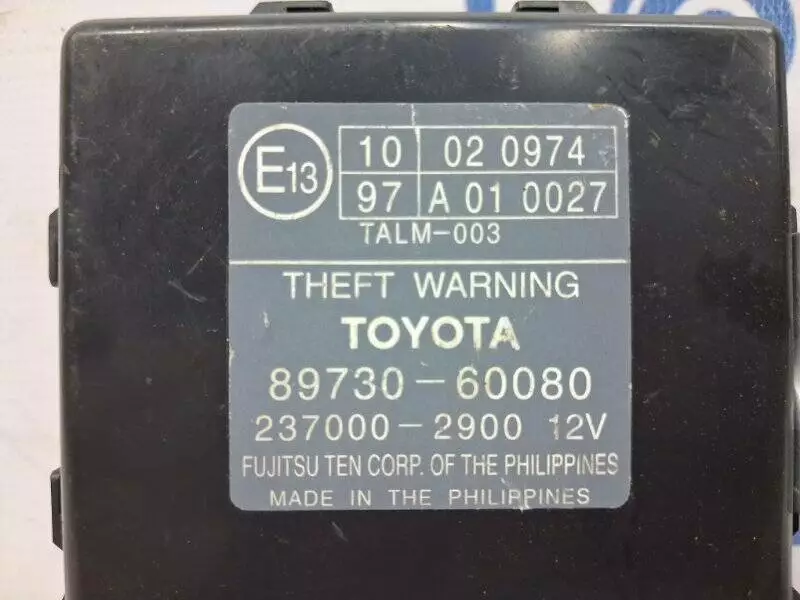 E13
10 02 0974
97 A 01 0027
TALM-003
THEFT WARNING
TOYOTA
89730-60080
237000-2900 12V
FUJITSU TEN CORP. OF THE PHILIPPINES
MADE IN THE PHILIPPINES